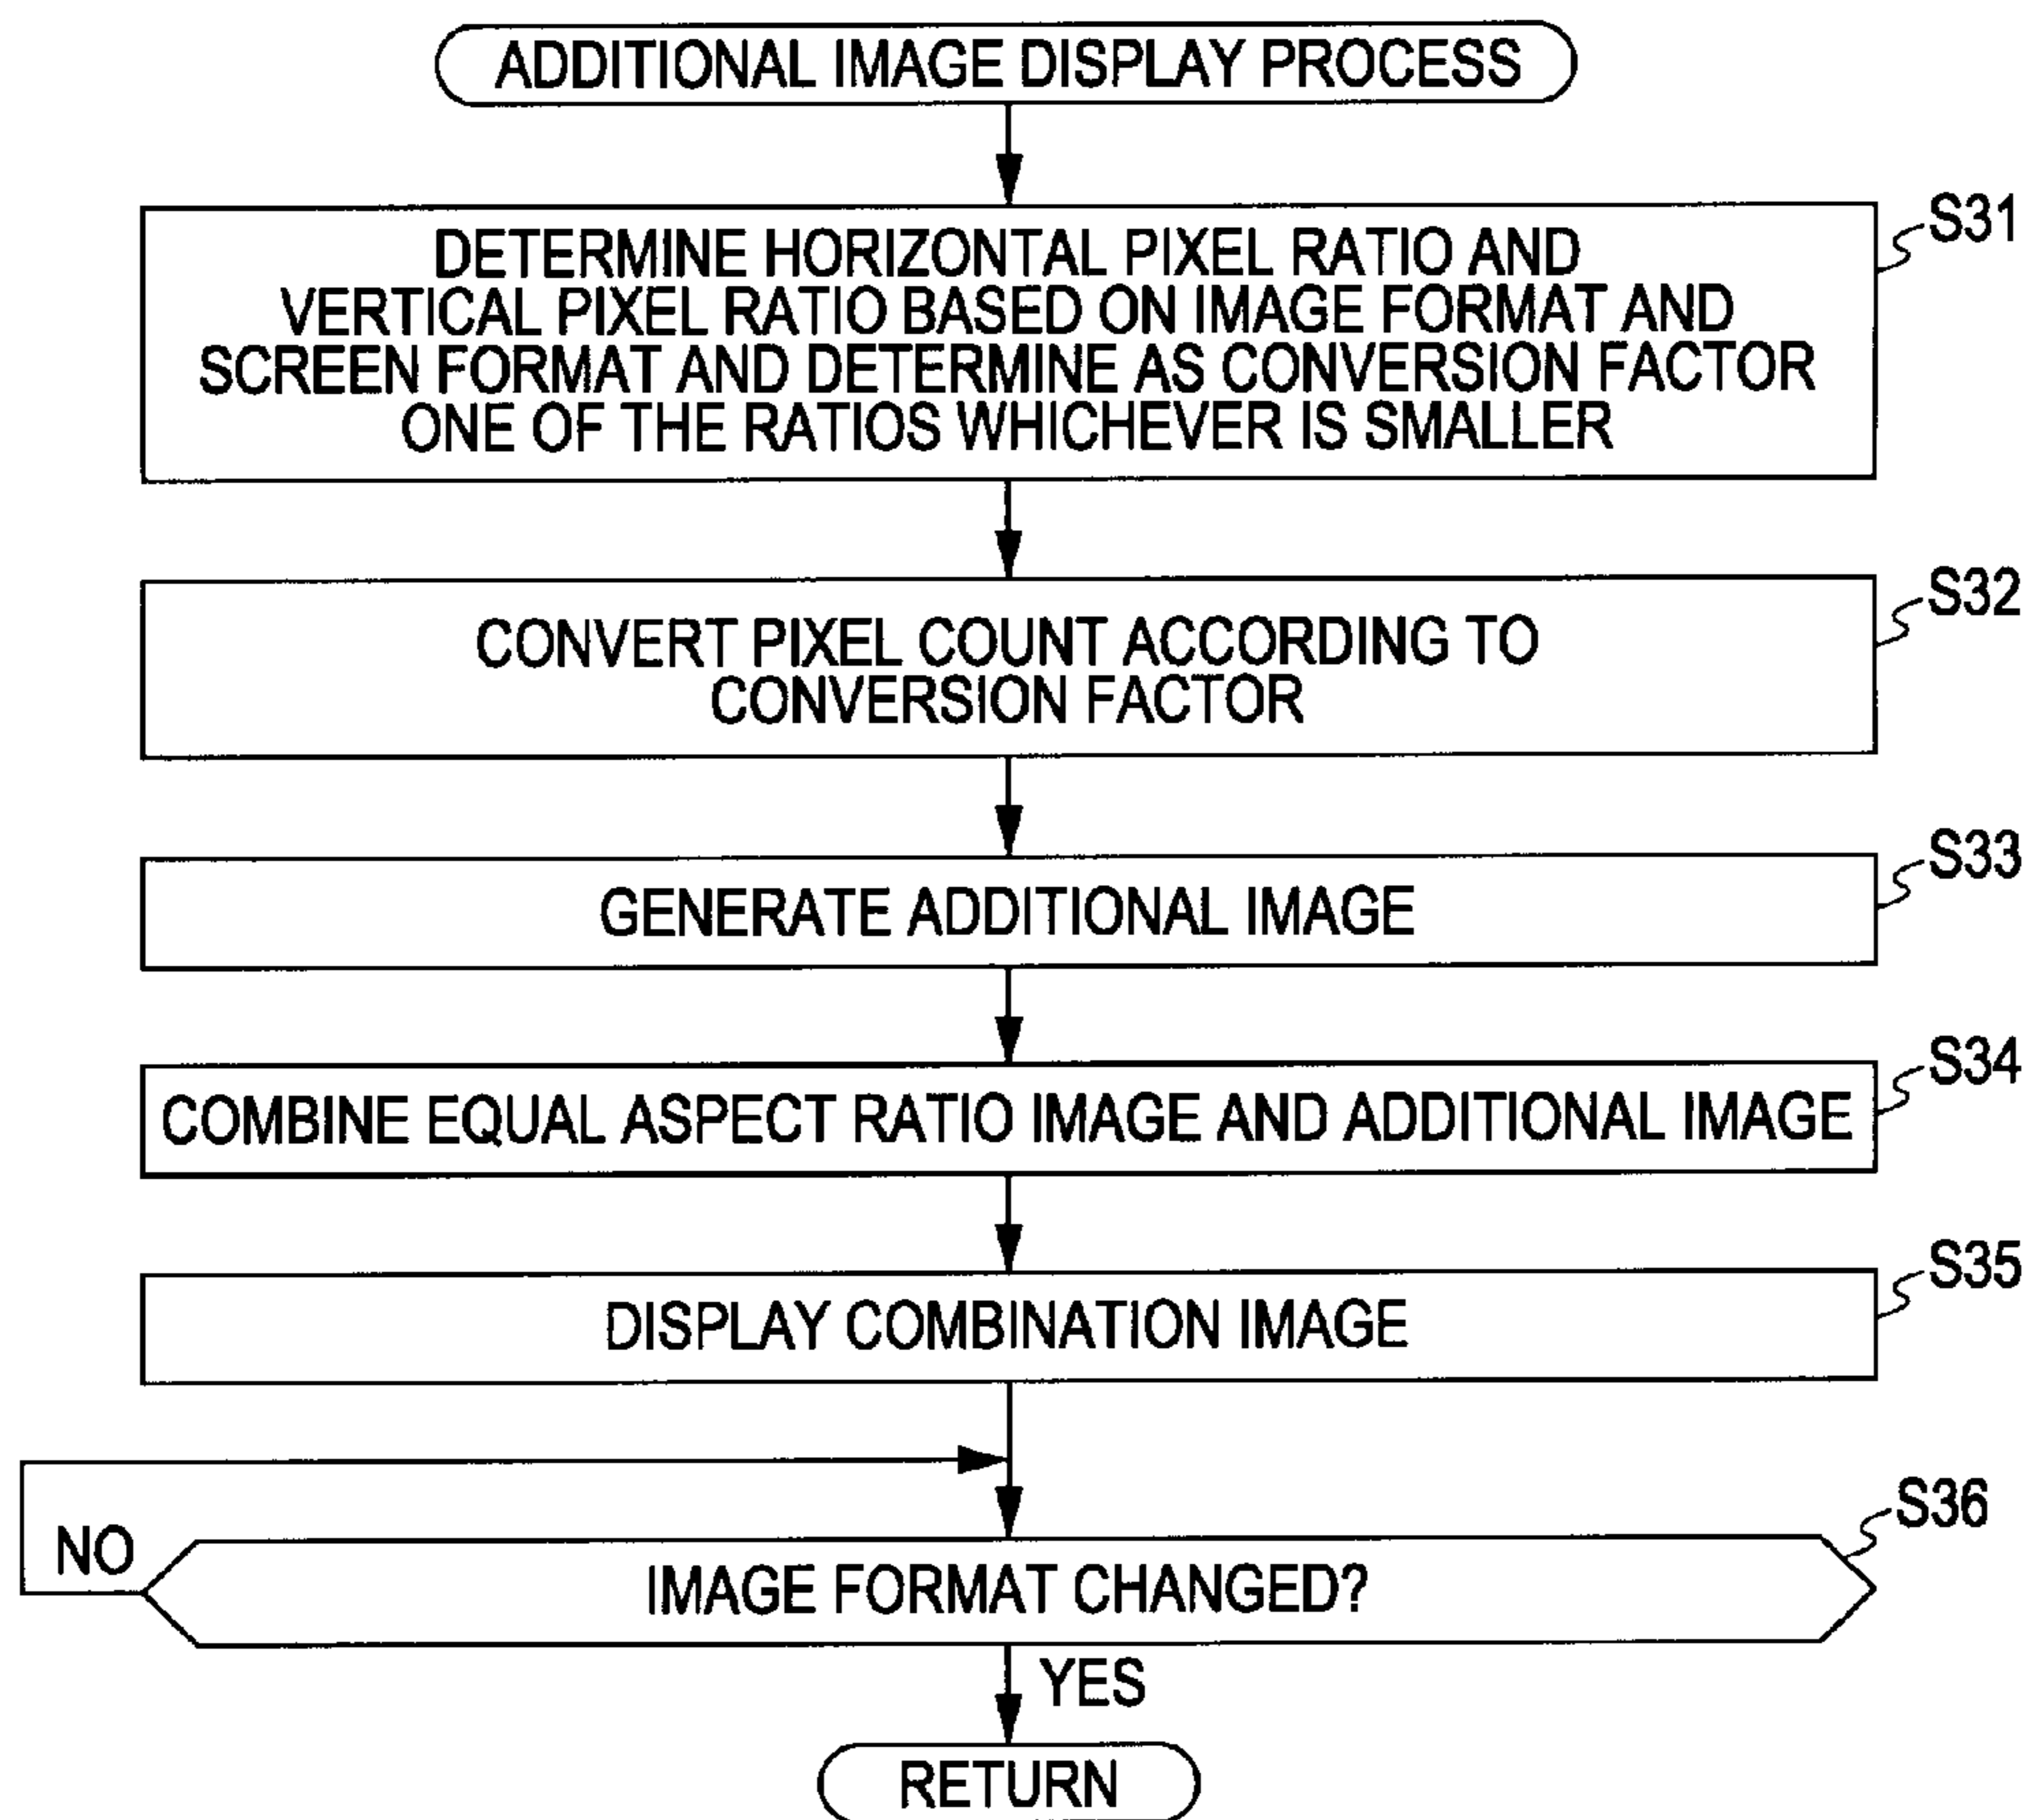 ADDITIONAL IMAGE DISPLAY PROCESS
S31
DETERMINE HORIZONTAL PIXEL RATIO AND
VERTICAL PIXEL RATIO BASED ON IMAGE FORMAT AND
SCREEN FORMAT AND DETERMINE AS CONVERSION FACTOR
ONE OF THE RATIOS WHICHEVER IS SMALLER
S32
CONVERT PIXEL COUNT ACCORDING TO
CONVERSION FACTOR
S33
GENERATE ADDITIONAL IMAGE
S34
COMBINE EQUAL ASPECT RATIO IMAGE AND ADDITIONAL IMAGE
S35
DISPLAY COMBINATION IMAGE
S36
NO
IMAGE FORMAT CHANGED?
YES
RETURN